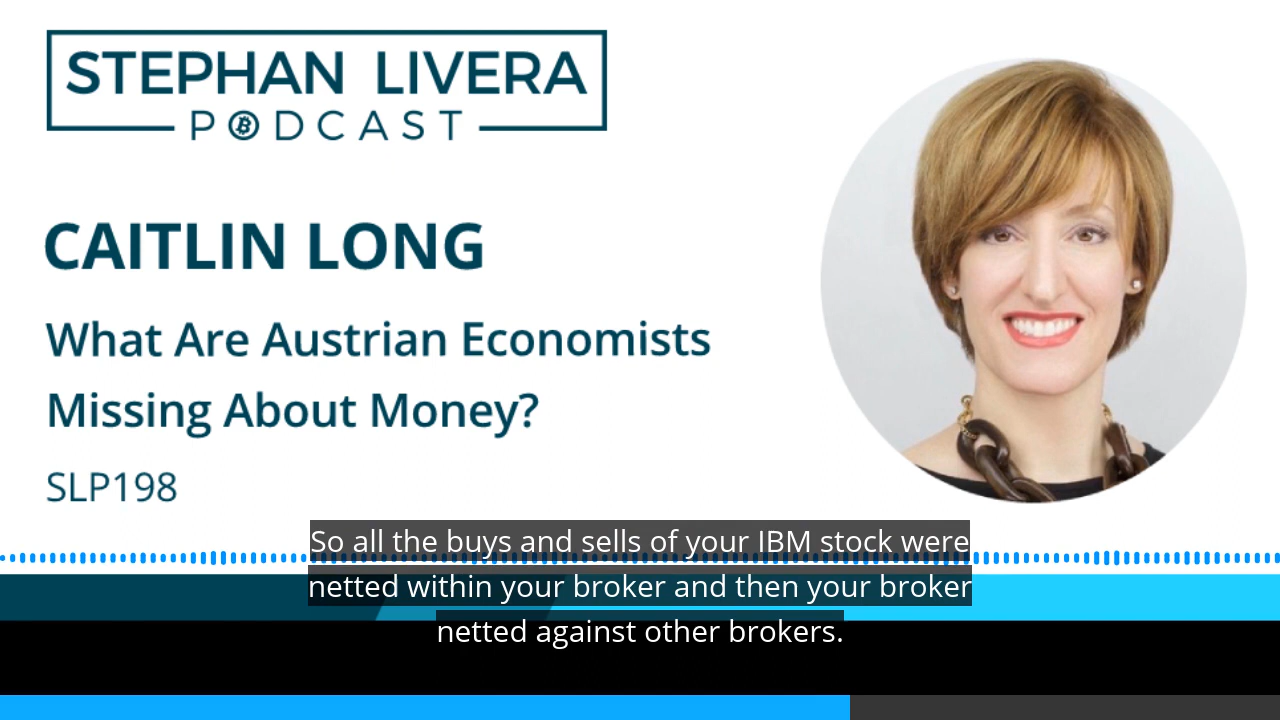 STEPHAN LIVERA
PODCAST
CAITLIN LONG
What Are Austrian Economists
Missing About Money?
SLP198
So all the buys and sells of your IBM stock were
netted within your broker and then your broker
netted against other brokers.